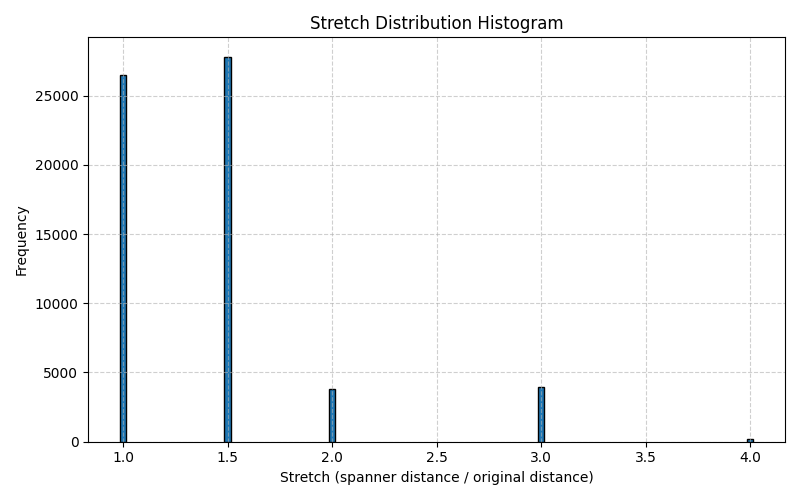 Stretch Distribution Histogram
Frequency
25000
20000
15000
10000
5000
0
1.0 1.5 2.0 2.5 3.0 3.5 4.0
Stretch (spanner distance / original distance)